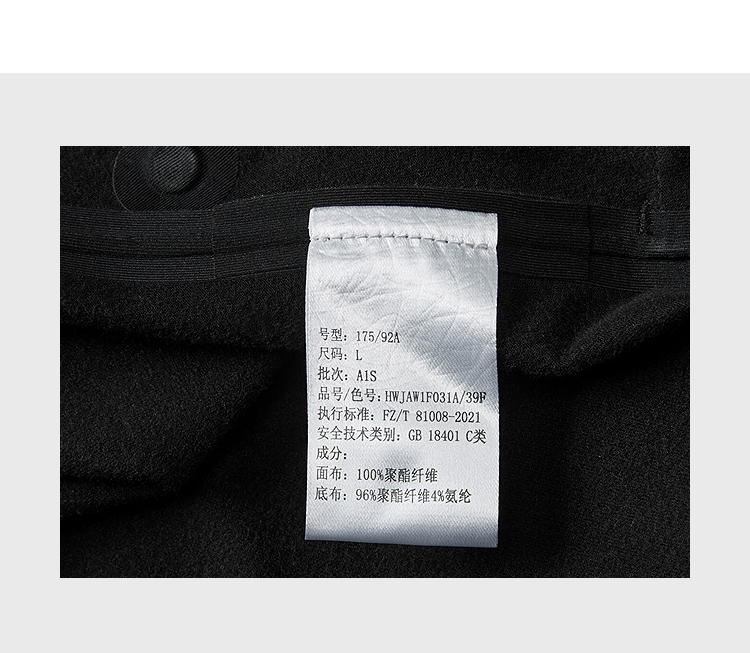 号型: 175/92A
尺码: L
批次: A1S
品号/色号: HWJAW1F031A/39F
执行标准: FZ/T 81008-2021
安全技术类别: GB 18401 C类
成分:
面布: 100%聚酯纤维
底布: 96%聚酯纤维4%氨纶